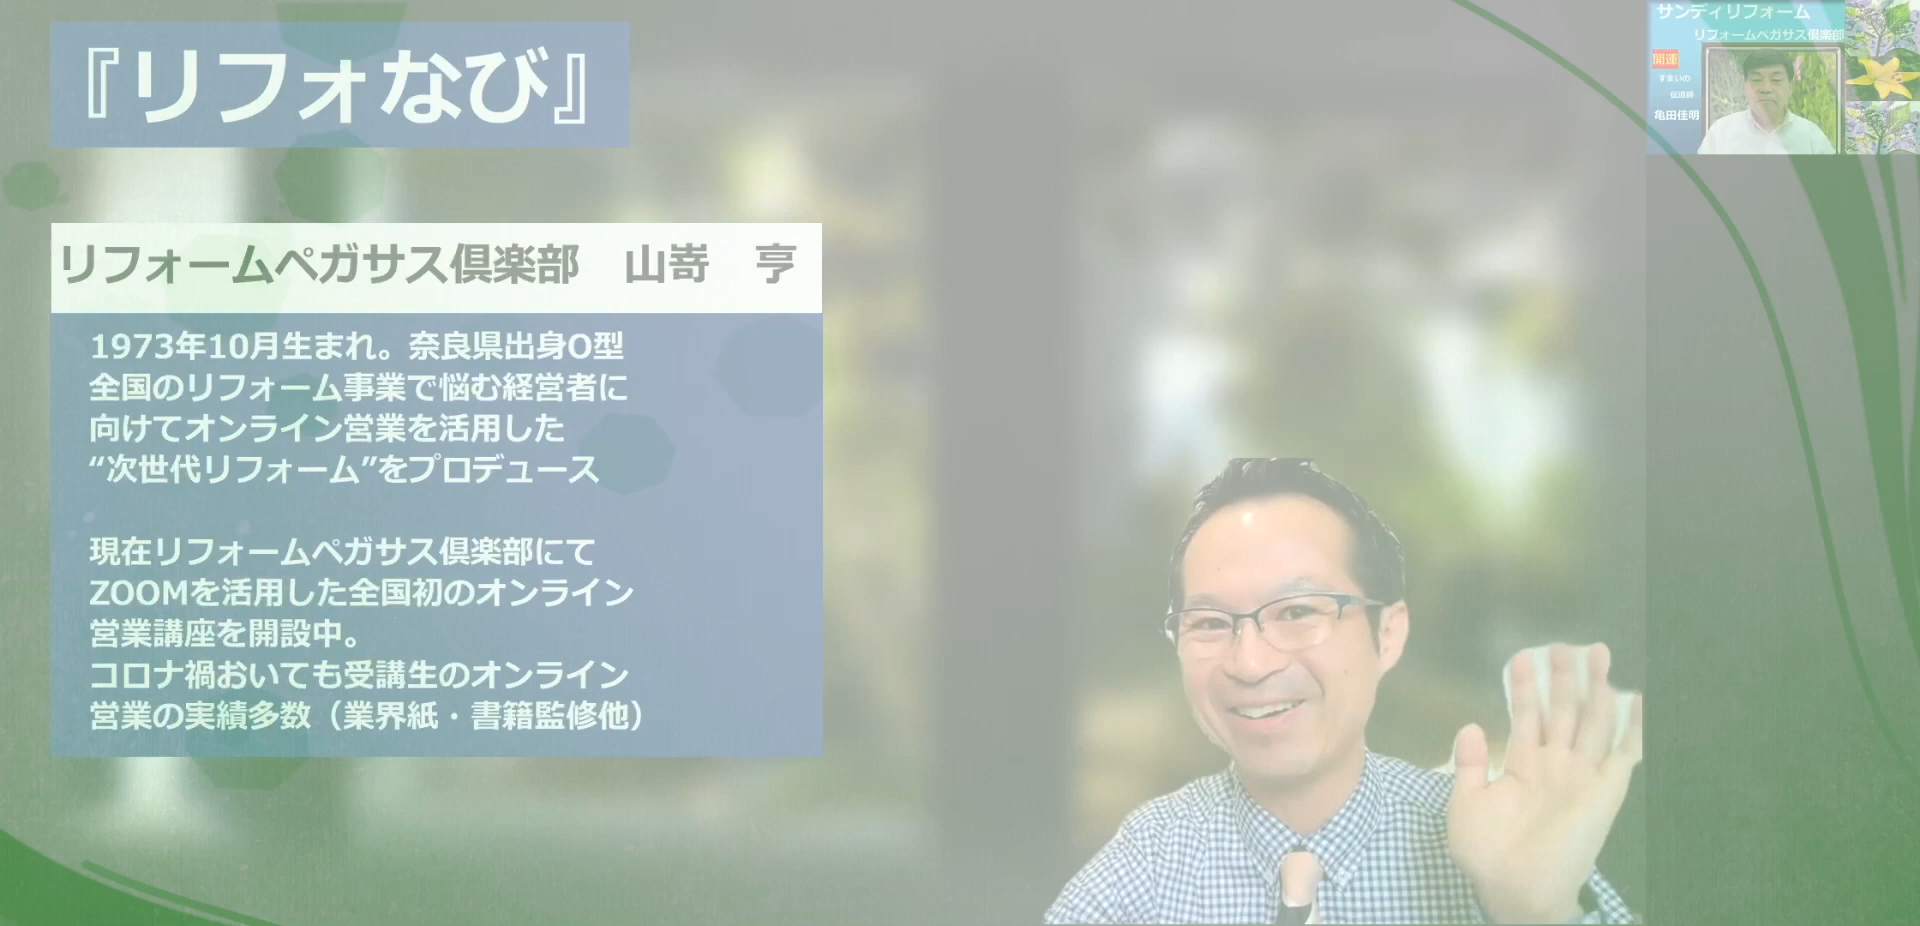 『リフォなび』
リフォームペガサス倶楽部　山嵜　亨
1973年10月生まれ。奈良県出身O型
全国のリフォーム事業で悩む経営者に
向けてオンライン営業を活用した
“次世代リフォーム”をプロデュース
現在リフォームペガサス倶楽部にて
ZOOMを活用した全国初のオンライン
営業講座を開設中。
コロナ禍おいても受講生のオンライン
営業の実績多数（業界紙・書籍監修他）
サンディリフォーム
リフォームペガサス倶楽部
開運
すまいの
伝道師
亀田佳明